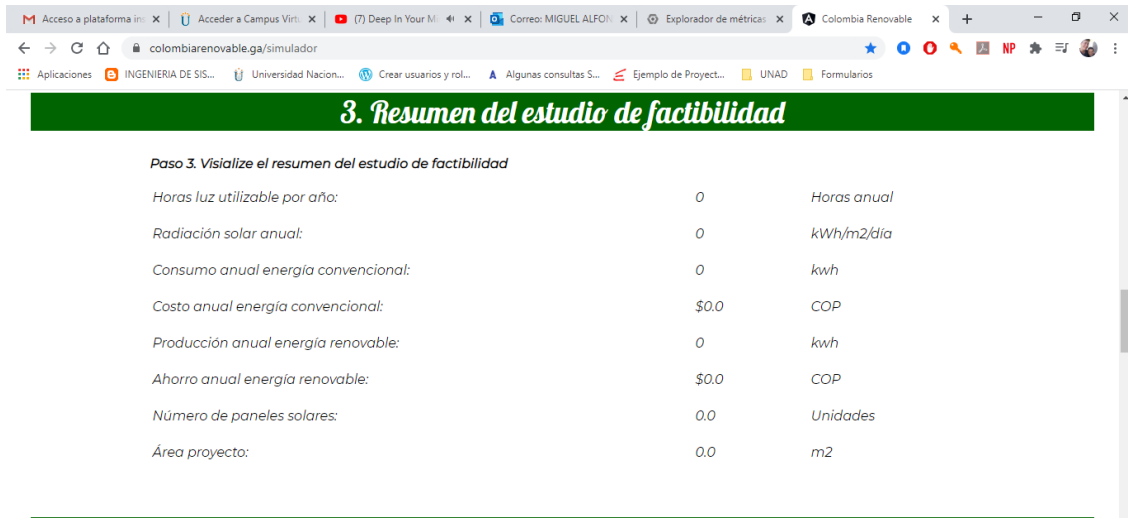 Acceso a plataforma in
Acceder a Campus Virtu
(7) Deep In Your Mi
Correo: MIGUEL ALFON
Explorador de métricas
Colombia Renovable
colombiarenovable.ga/simulador
Aplicaciones
INGENIERIA DE SIS...
Universidad Nacion...
Crear usuarios y rol...
Algunas consultas S...
Ejemplo de Proyect...
UNAD
Formularios
3. Resumen del estudio de factibilidad
Paso 3. Visialize el resumen del estudio de factibilidad
Horas luz utilizable por año: 0 Horas anual
Radiación solar anual: 0 kWh/m2/día
Consumo anual energía convencional: 0 kwh
Costo anual energía convencional: $0.0 COP
Producción anual energía renovable: 0 kwh
Ahorro anual energía renovable: $0.0 COP
Número de paneles solares: 0.0 Unidades
Área proyecto: 0.0 m2